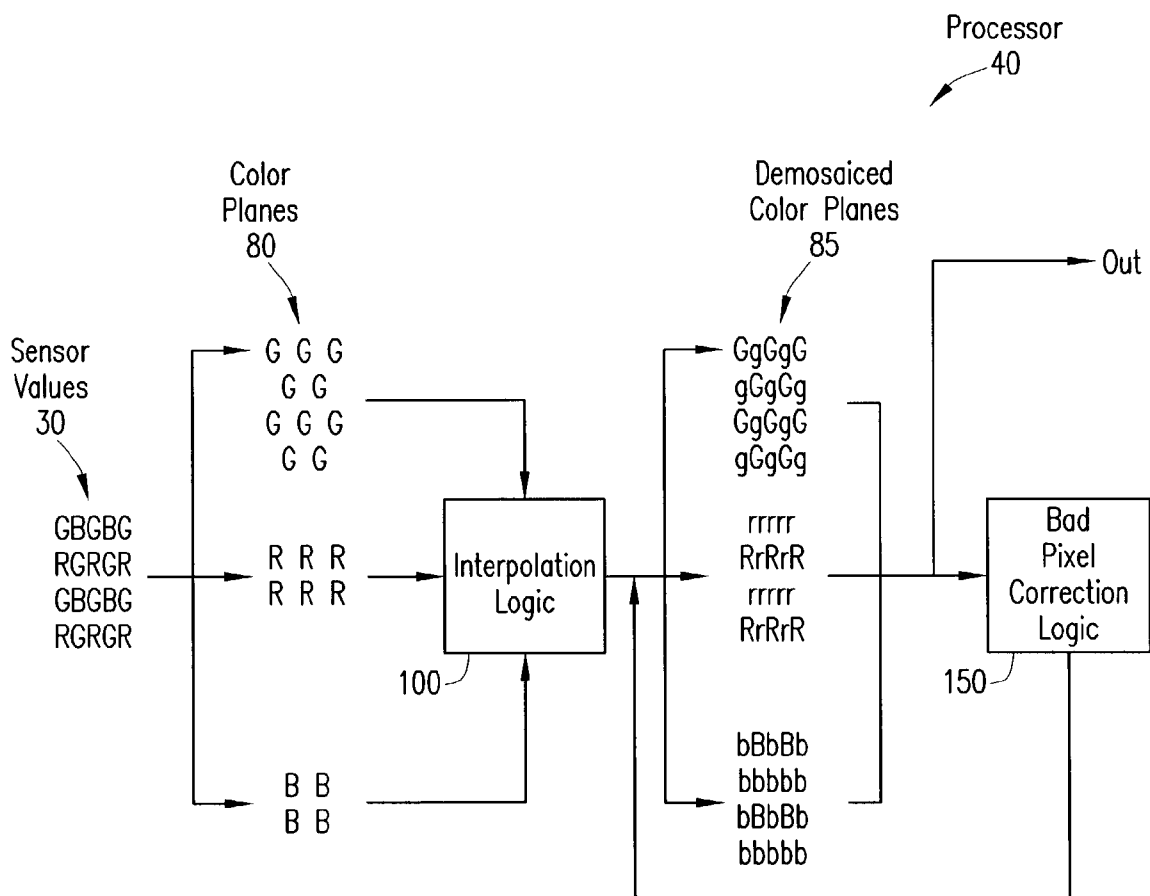 Processor
40
Color
Planes
80
Demosaiced
Color Planes
85
Out
Sensor
Values
30
G G G
G G
G G G
G G
GgGgG
gGgGg
GgGgG
gGgGg
GBGBG
RGRGR
GBGBG
RGRGR
R R R
R R R
Interpolation
Logic
100
rrrrr
RrRrR
rrrrr
RrRrR
Bad
Pixel
Correction
Logic
150
B B
B B
bBbBb
bbbbb
bBbBb
bbbbb